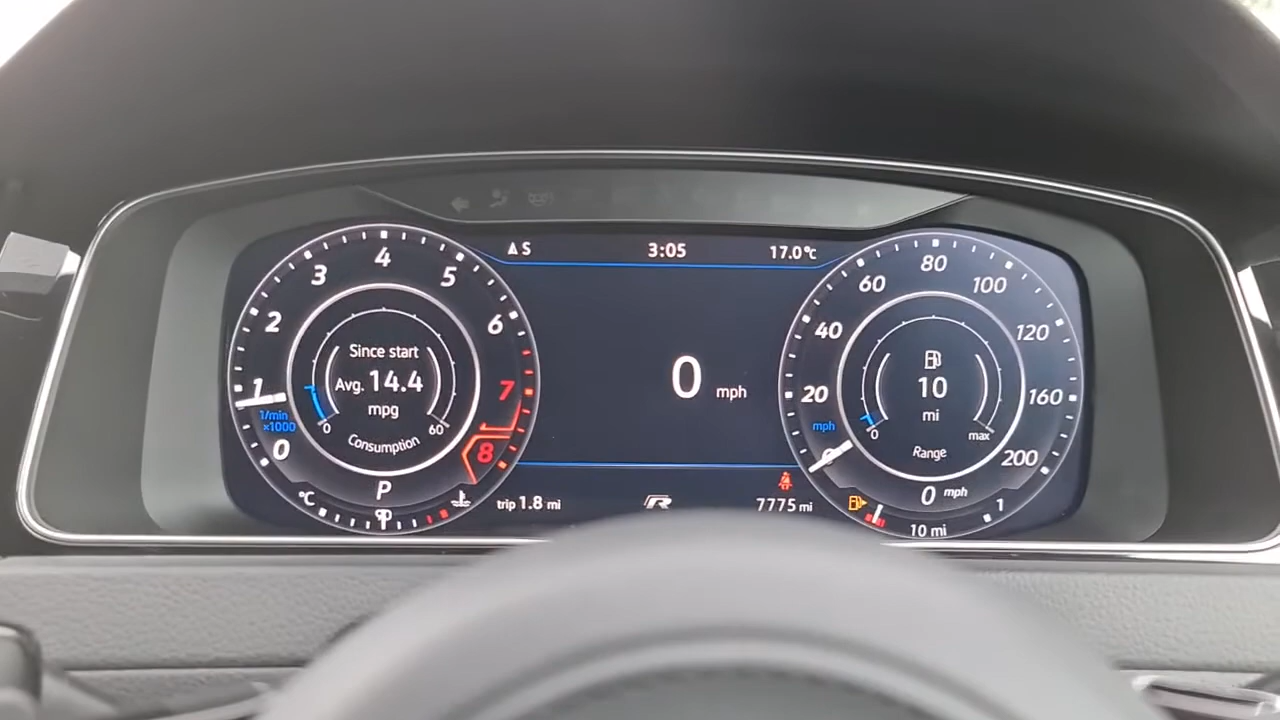 0
1
2
3
4
5
6
7
8
1/min
x1000
Since start
Avg. 14.4
mpg
0
60
Consumption
P
°C
S
3:05
17.0°C
0 mph
trip 1.8 mi
R
7775 mi
0
20
40
60
80
100
120
160
200
mph
10
mi
0
max
Range
0 mph
1
10 mi